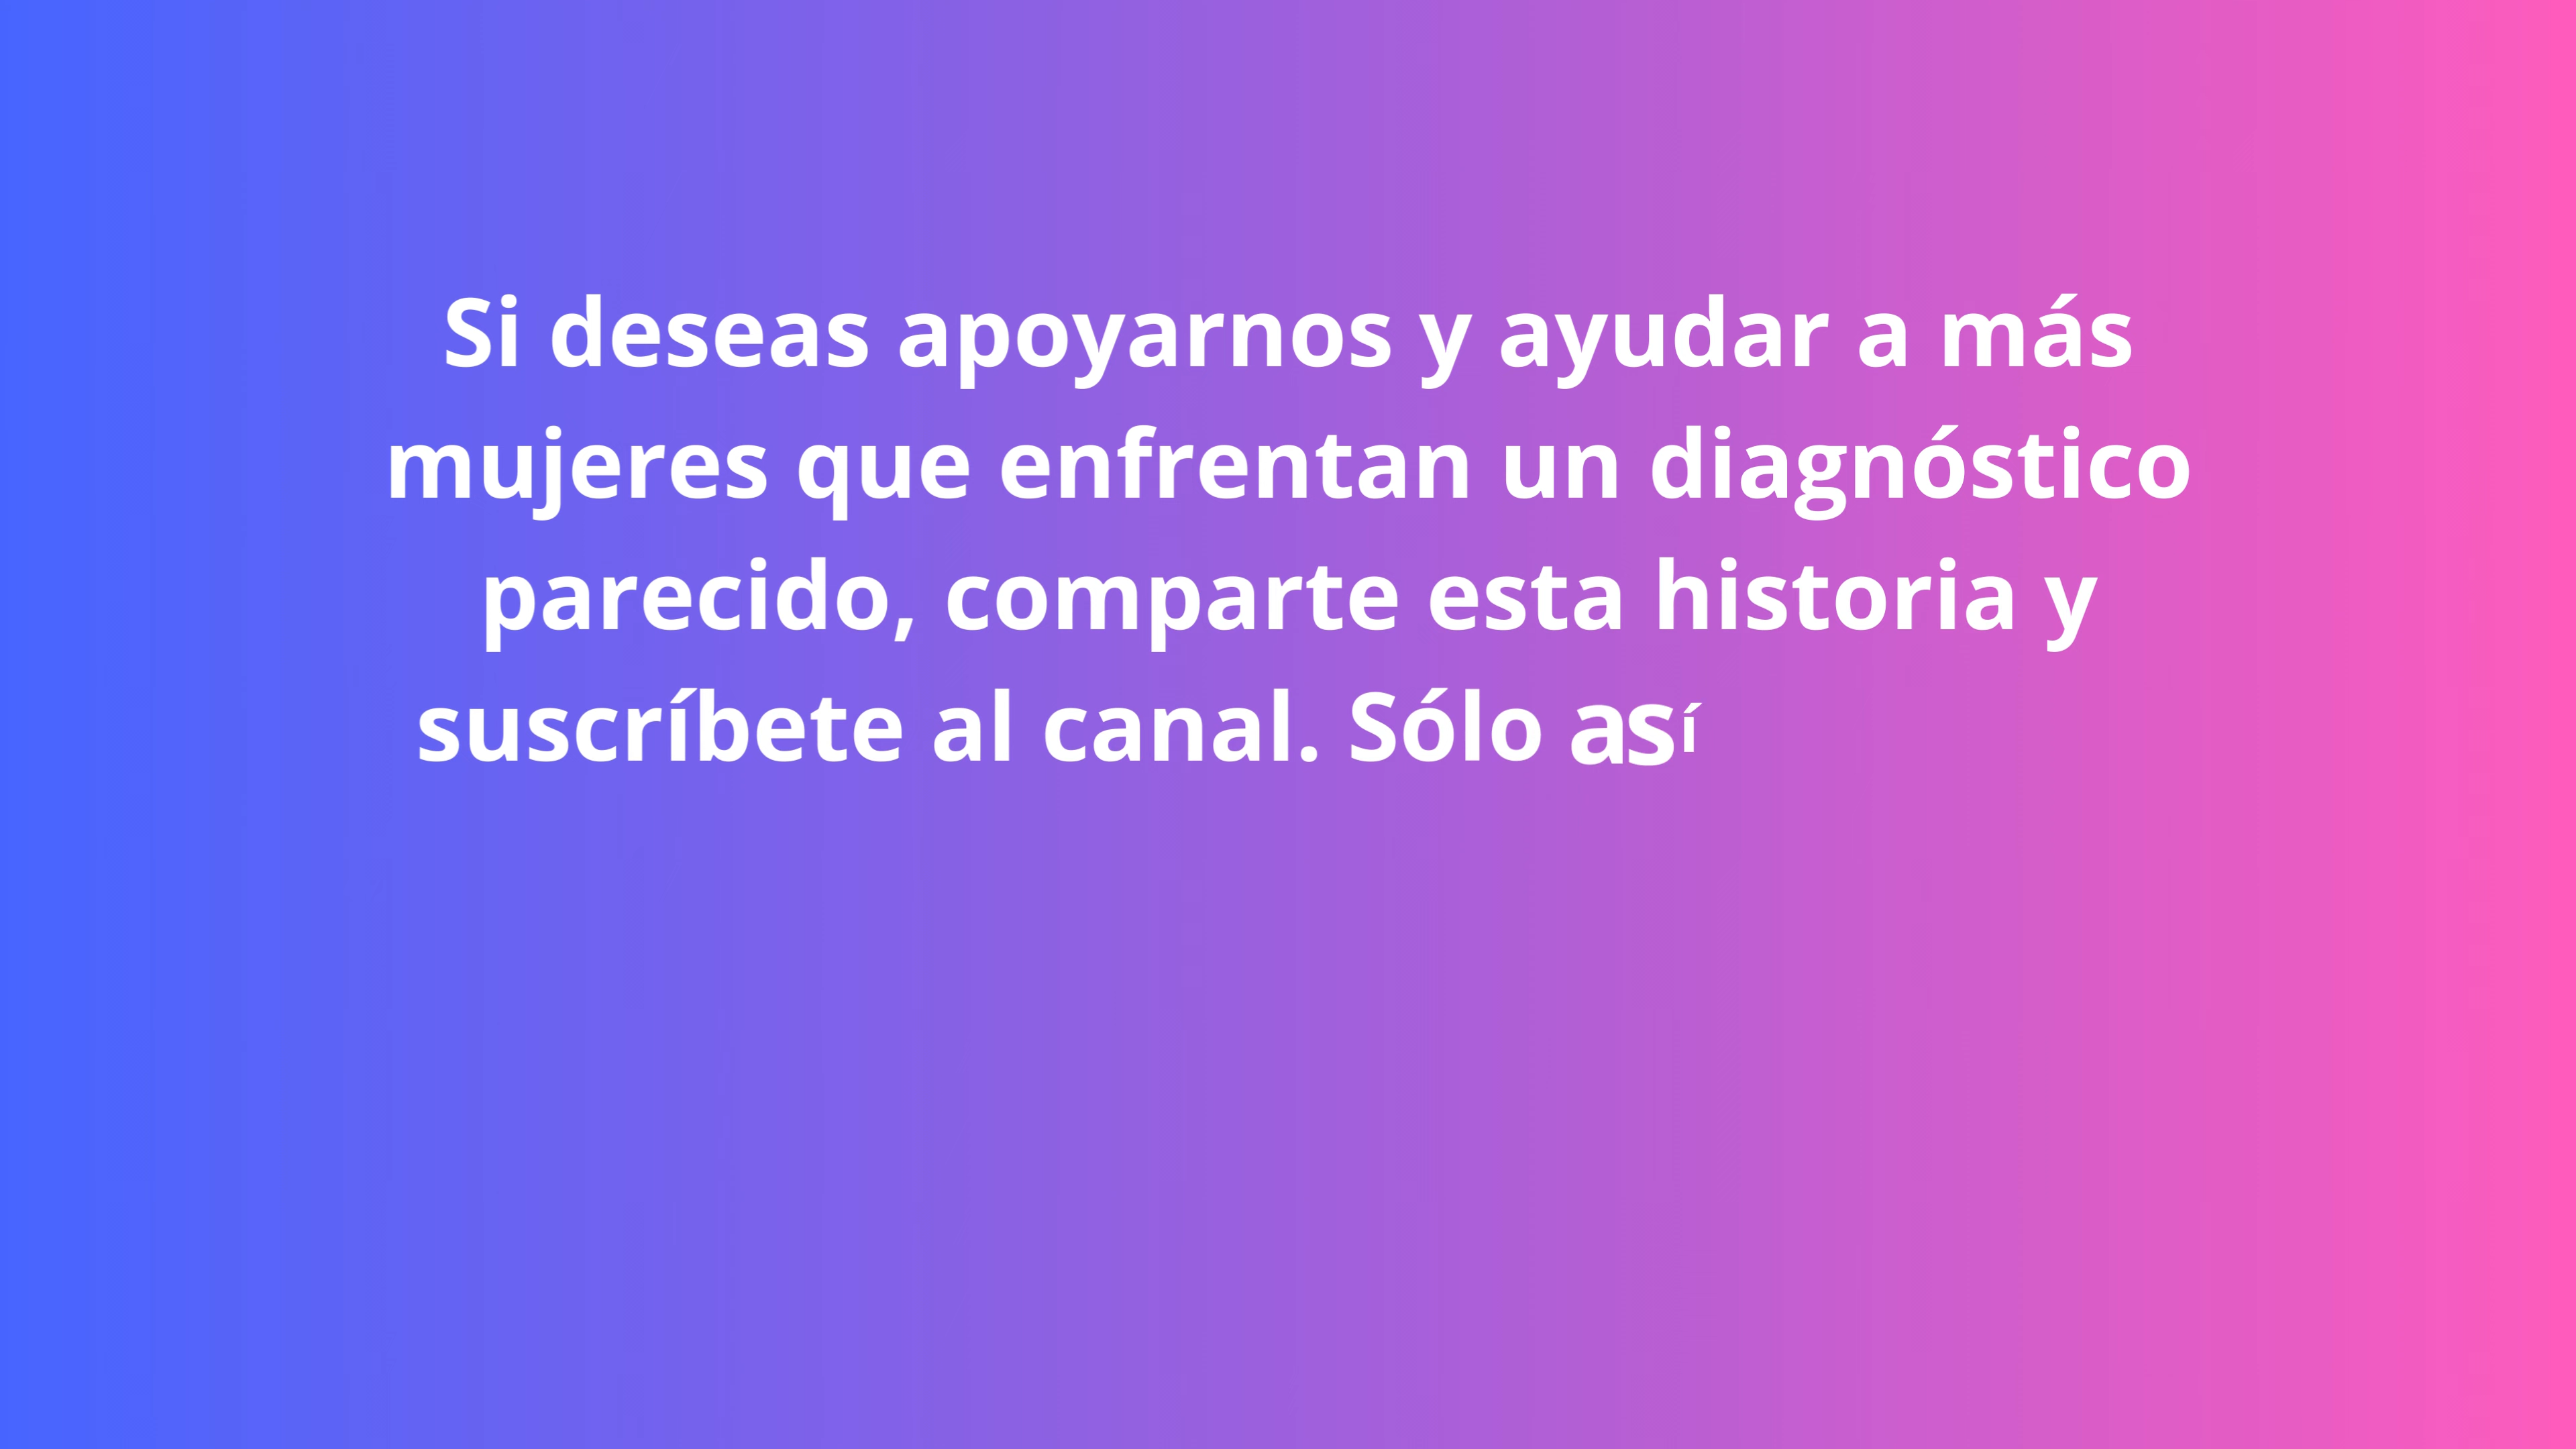 Si deseas apoyarnos y ayudar a más
mujeres que enfrentan un diagnóstico
parecido, comparte esta historia y
suscríbete al canal. Sólo así